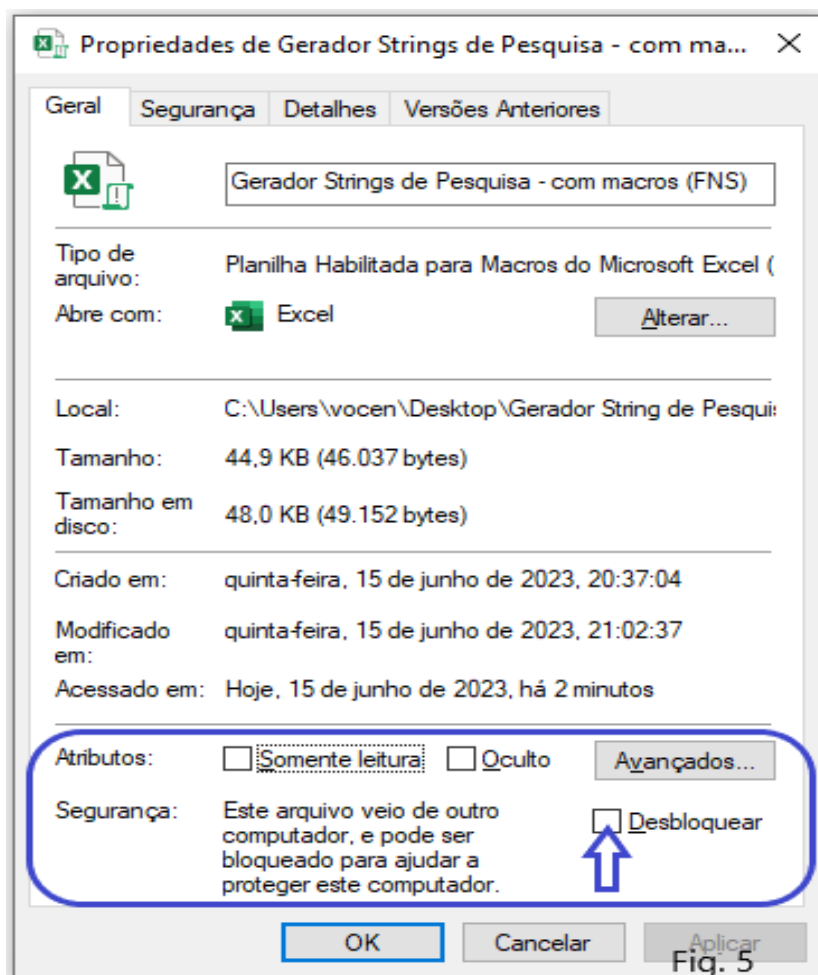 Propriedades de Gerador Strings de Pesquisa - com ma...
Geral Segurança Detalhes Versões Anteriores
Gerador Strings de Pesquisa - com macros (FNS)
Tipo de arquivo: Planilha Habilitada para Macros do Microsoft Excel (
Abre com: Excel Alterar...
Local: C:\Users\vocen\Desktop\Gerador String de Pesqui
Tamanho: 44,9 KB (46.037 bytes)
Tamanho em disco: 48,0 KB (49.152 bytes)
Criado em: quinta-feira, 15 de junho de 2023, 20:37:04
Modificado em: quinta-feira, 15 de junho de 2023, 21:02:37
Acessado em: Hoje, 15 de junho de 2023, há 2 minutos
Atributos: Somente leitura Oculto Avançados...
Segurança: Este arquivo veio de outro
computador, e pode ser
bloqueado para ajudar a
proteger este computador.
Desbloquear
OK Cancelar Aplicar
Fig. 5